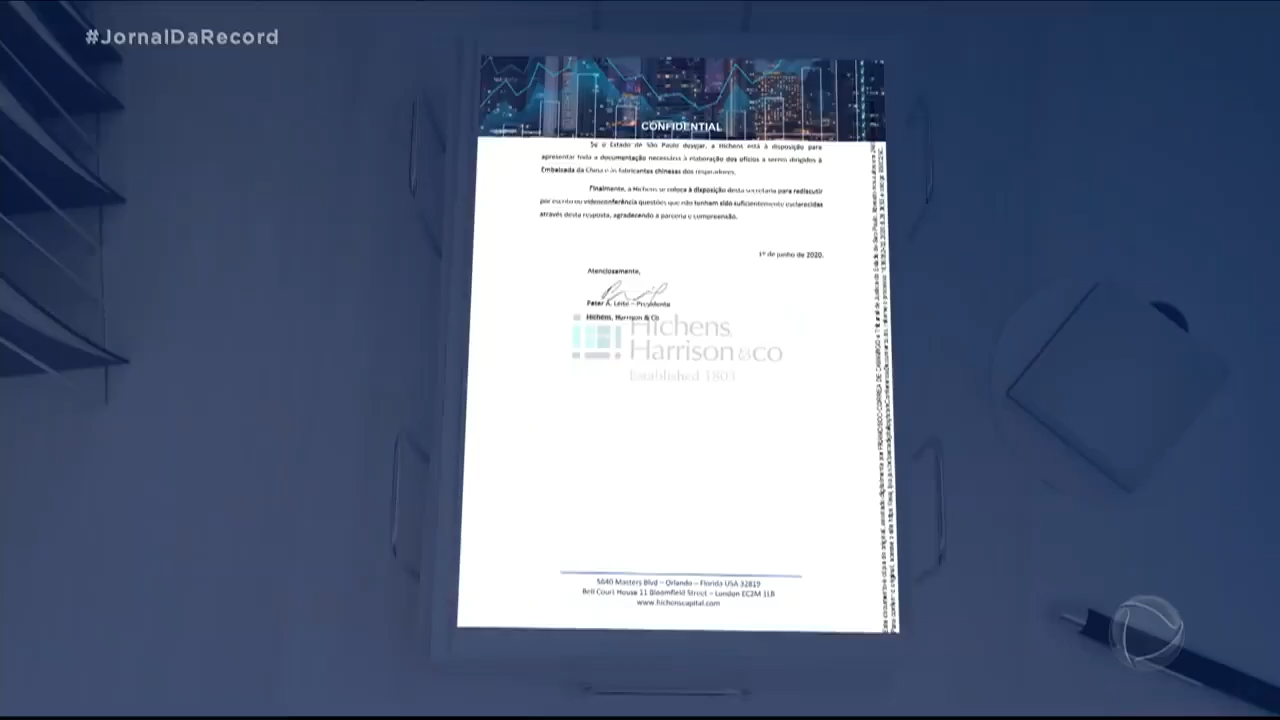 #JornalDaRecord
CONFIDENTIAL
Se o Estado de São Paulo desejar, a Hichens está à disposição para
apresentar toda a documentação necessária à elaboração dos ofícios a serem dirigidos à
Embaixada da China e às fabricantes chinesas dos respiradores.
Finalmente, a Hichens se coloca à disposição desta secretaria para rediscutir
por escrito ou videoconferência questões que não tenham sido suficientemente esclarecidas
através desta resposta, agradecendo a parceria e compreensão.
1º de junho de 2020.
Atenciosamente,
Peter A. Leite – Presidente
Hichens, Harrison & Co
Hichens,
Harrison &co
Established 1803
5640 Masters Blvd – Orlando – Florida USA 32819
Bell Court House 11 Bloomfield Street – London EC2M 1LB
www.hichenscapital.com